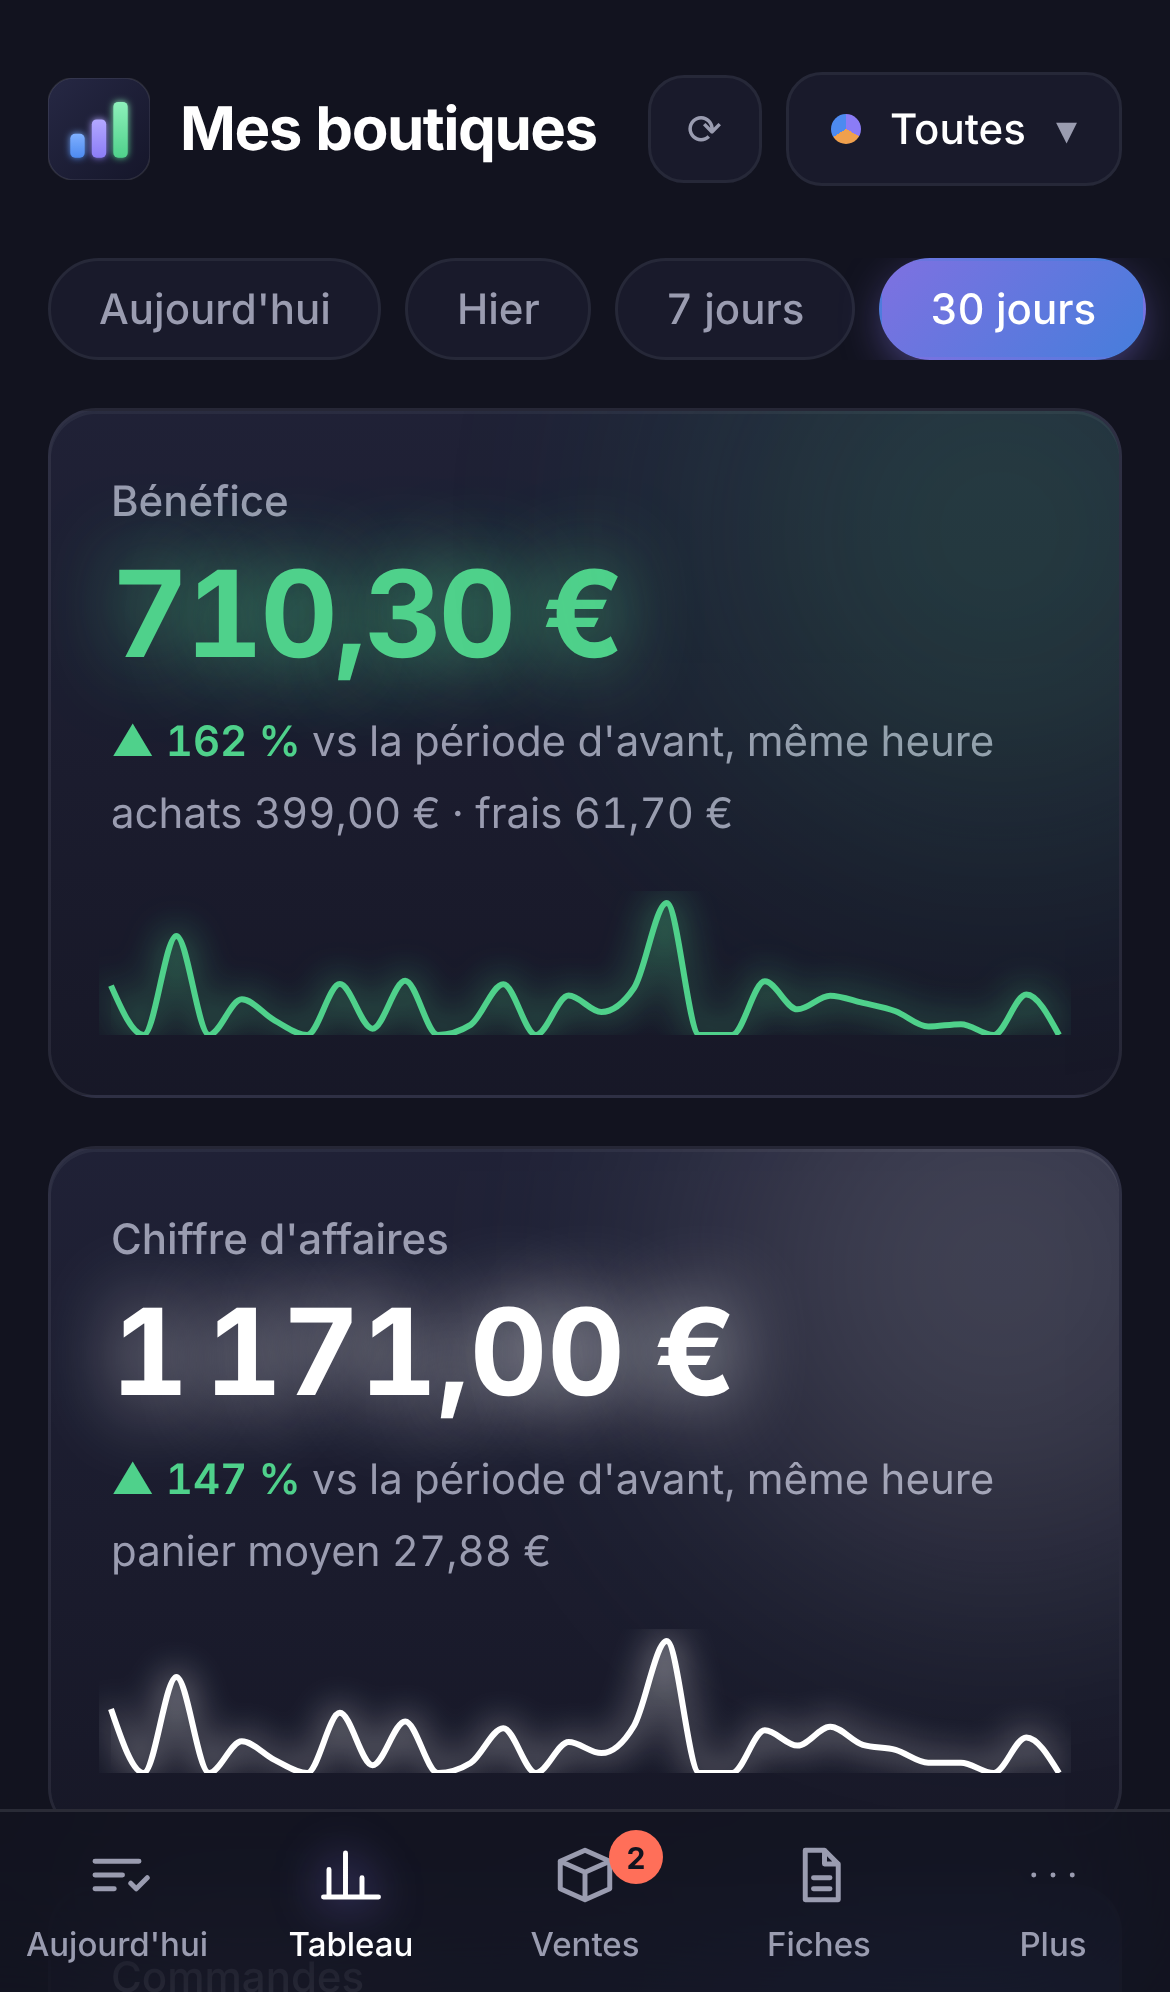 Mes boutiques
Toutes ▼
Aujourd'hui
Hier
7 jours
30 jours
Bénéfice
710,30 €
▲ 162 % vs la période d'avant, même heure
achats 399,00 € · frais 61,70 €
Chiffre d'affaires
1 171,00 €
▲ 147 % vs la période d'avant, même heure
panier moyen 27,88 €
2
Aujourd'hui
Tableau
Ventes
Fiches
Plus
Commandes